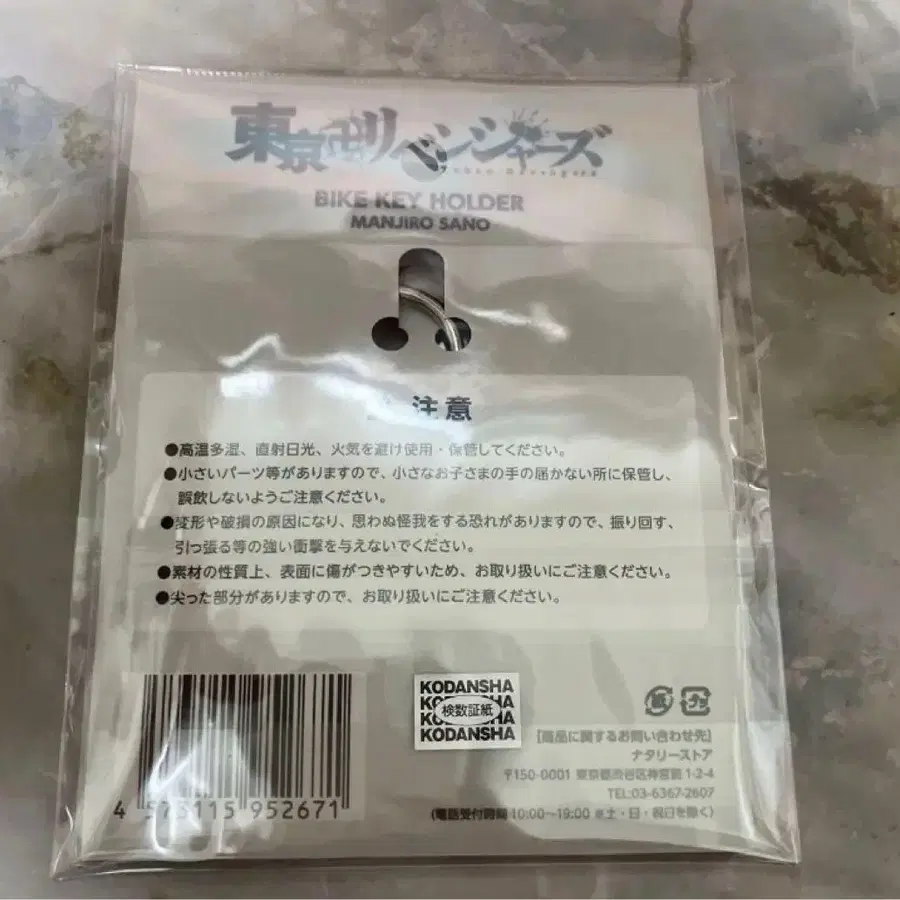 東京卍リベンジャーズ
Tokyo Revengers
BIKE KEY HOLDER
MANJIRO SANO
注意
●高温多湿、直射日光、火気を避け使用・保管してください。
●小さいパーツ等がありますので、小さなお子さまの手の届かない所に保管し、
誤飲しないようご注意ください。
●変形や破損の原因になり、思わぬ怪我をする恐れがありますので、振り回す、
引っ張る等の強い衝撃を与えないでください。
●素材の性質上、表面に傷がつきやすいため、お取り扱いにご注意ください。
●尖った部分がありますので、お取り扱いにご注意ください。
KODANSHA
検数証紙
KODANSHA
紙 プラ
【商品に関するお問い合わせ先】
ナタリーストア
〒150-0001 東京都渋谷区神宮前1-2-4
TEL:03-6367-2607
(電話受付時間 10:00〜19:00 ※土・日・祝日を除く)
4 573115 952671